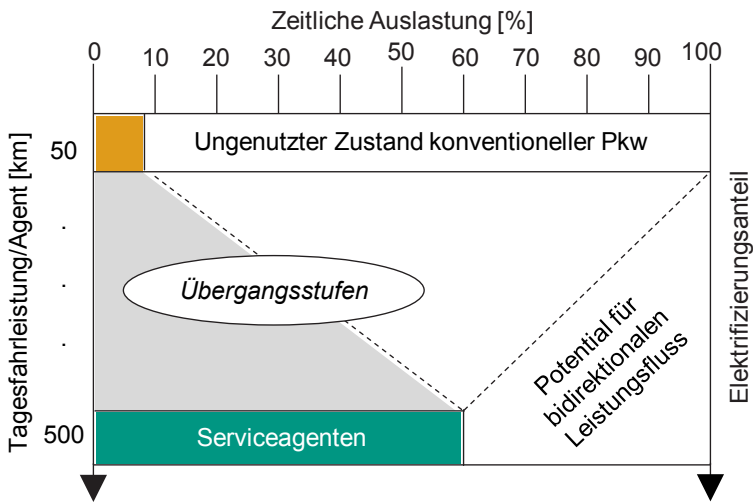 Zeitliche Auslastung [%]
0 10 20 30 40 50 60 70 80 90 100
50
Ungenutzter Zustand konventioneller Pkw
Tagesfahrleistung/Agent [km]
.
.
.
Übergangsstufen
Potential für
bidirektionalen
Leistungsfluss
Elektrifizierungsanteil
500
Serviceagenten